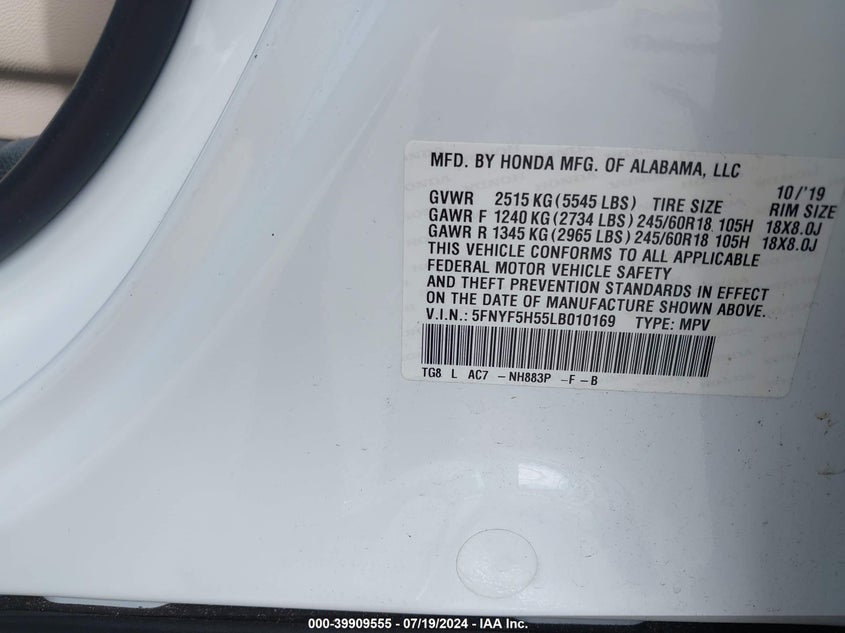 MFD. BY HONDA MFG. OF ALABAMA, LLC
10/'19
GVWR 2515 KG (5545 LBS) TIRE SIZE RIM SIZE
GAWR F 1240 KG (2734 LBS) 245/60R18 105H 18X8.0J
GAWR R 1345 KG (2965 LBS) 245/60R18 105H 18X8.0J
THIS VEHICLE CONFORMS TO ALL APPLICABLE
FEDERAL MOTOR VEHICLE SAFETY
AND THEFT PREVENTION STANDARDS IN EFFECT
ON THE DATE OF MANUFACTURE SHOWN ABOVE.
V.I.N.: 5FNYF5H55LB010169 TYPE: MPV
TG8 L AC7 - NH883P - F - B
000-39909555 - 07/19/2024 - IAA Inc.